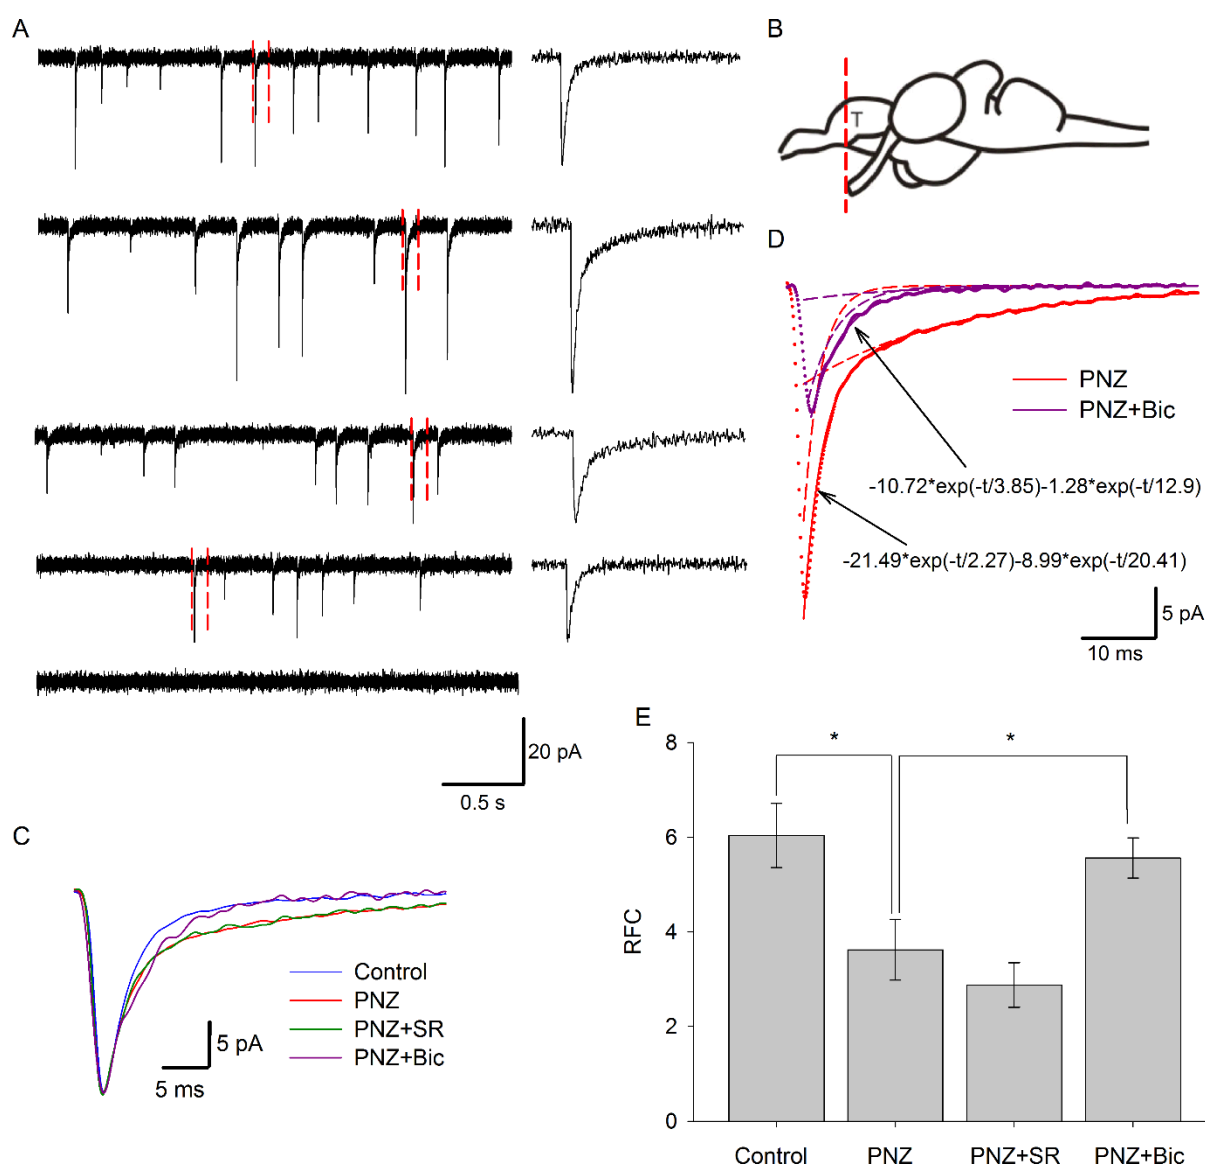 A
B
T
20 pA
0.5 s
C
Control
PNZ
PNZ+SR
PNZ+Bic
5 pA
5 ms
D
PNZ
PNZ+Bic
-10.72*exp(-t/3.85)-1.28*exp(-t/12.9)
-21.49*exp(-t/2.27)-8.99*exp(-t/20.41)
5 pA
10 ms
E
8
6
4
2
0
RFC
*
*
Control
PNZ
PNZ+SR
PNZ+Bic